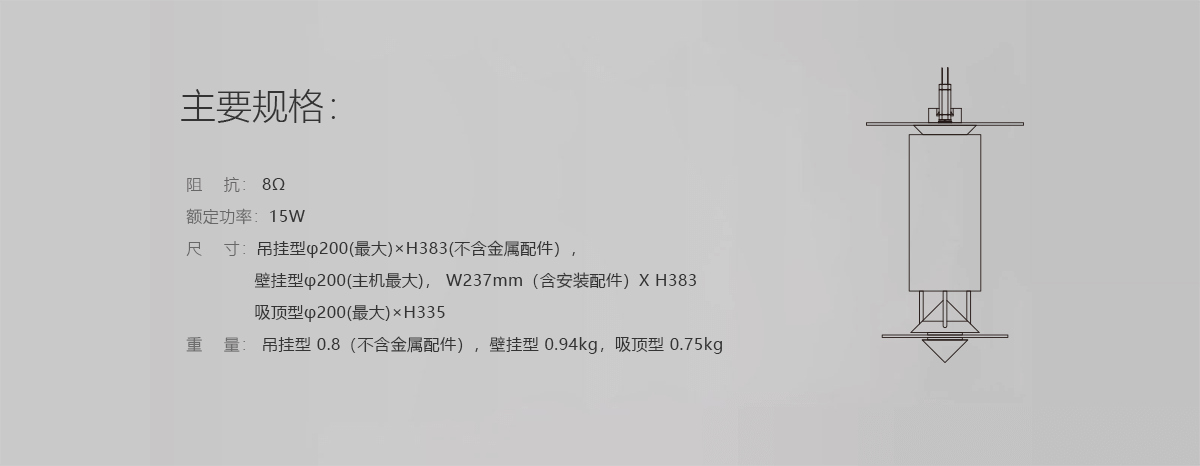 主要规格：
阻 抗： 8Ω
额定功率：15W
尺 寸：吊挂型φ200(最大)×H383(不含金属配件）,
壁挂型φ200(主机最大)， W237mm（含安装配件）X H383
吸顶型φ200(最大)×H335
重 量： 吊挂型 0.8（不含金属配件），壁挂型 0.94kg，吸顶型 0.75kg